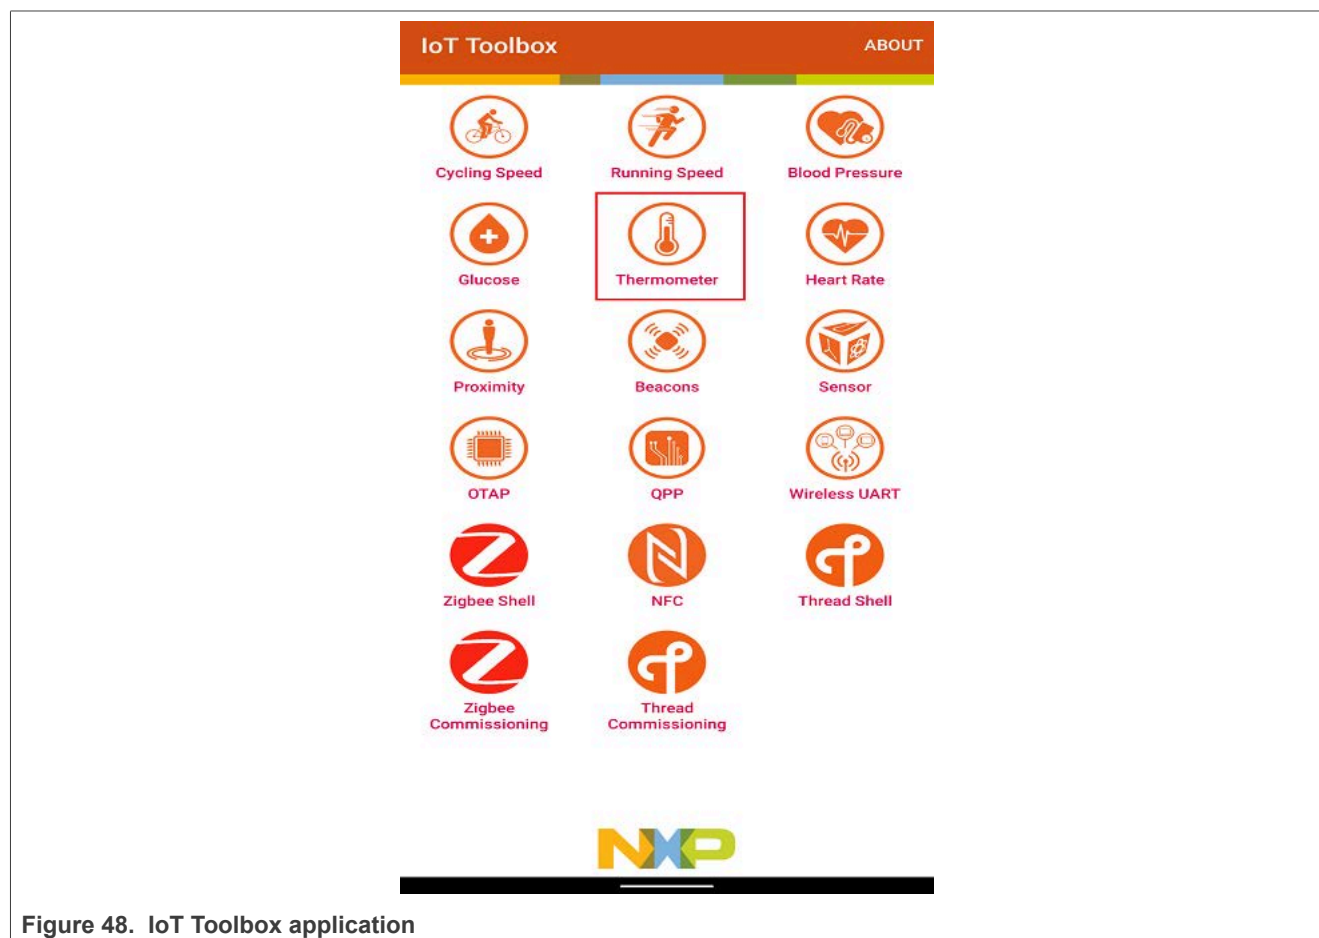 IoT Toolbox
ABOUT
Cycling Speed
Running Speed
Blood Pressure
Glucose
Thermometer
Heart Rate
Proximity
Beacons
Sensor
OTAP
QPP
Wireless UART
Zigbee Shell
NFC
Thread Shell
Zigbee
Commissioning
Thread
Commissioning
NXP
Figure 48. IoT Toolbox application